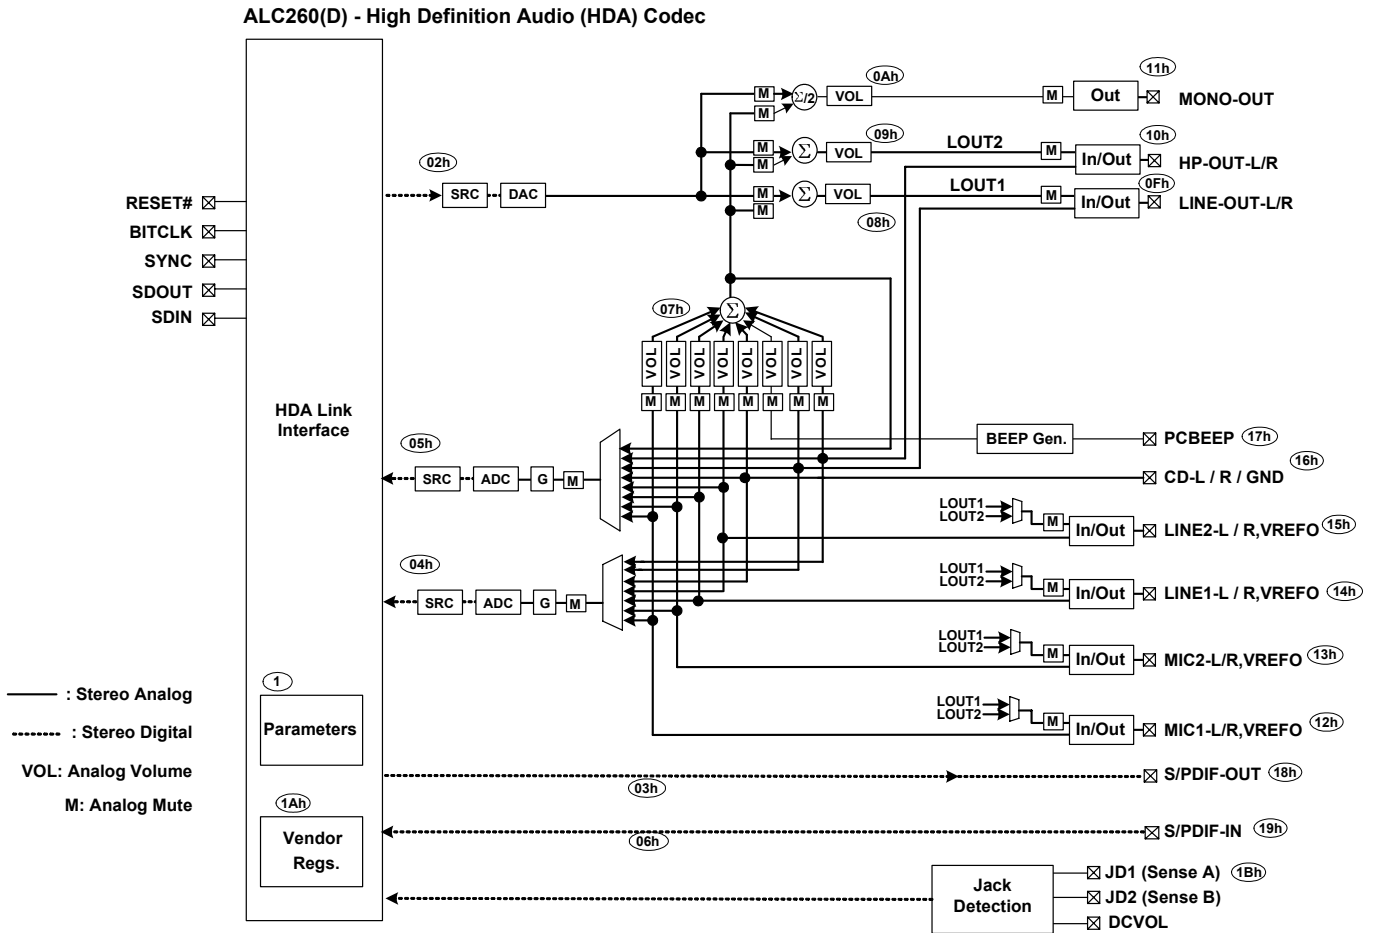 ALC260(D) - High Definition Audio (HDA) Codec
11h
0Ah
M
Σ/2
VOL
M
Out
MONO-OUT
M
09h
10h
02h
M
Σ
VOL
LOUT2
M
In/Out
HP-OUT-L/R
M
0Fh
SRC
DAC
M
Σ
VOL
LOUT1
M
In/Out
LINE-OUT-L/R
M
08h
RESET#
BITCLK
SYNC
SDOUT
SDIN
07h
Σ
VOL
VOL
VOL
VOL
VOL
VOL
VOL
VOL
M
M
M
M
M
M
M
M
HDA Link
Interface
05h
SRC
ADC
G
M
BEEP Gen.
PCBEEP
17h
16h
CD-L / R / GND
LOUT1
LOUT2
M
In/Out
LINE2-L / R,VREFO
15h
04h
SRC
ADC
G
M
LOUT1
LOUT2
M
In/Out
LINE1-L / R,VREFO
14h
LOUT1
LOUT2
M
In/Out
MIC2-L/R,VREFO
13h
LOUT1
LOUT2
M
In/Out
MIC1-L/R,VREFO
12h
1
Parameters
: Stereo Analog
: Stereo Digital
VOL: Analog Volume
M: Analog Mute
03h
S/PDIF-OUT
18h
1Ah
Vendor
Regs.
06h
S/PDIF-IN
19h
Jack
Detection
JD1 (Sense A)
1Bh
JD2 (Sense B)
DCVOL